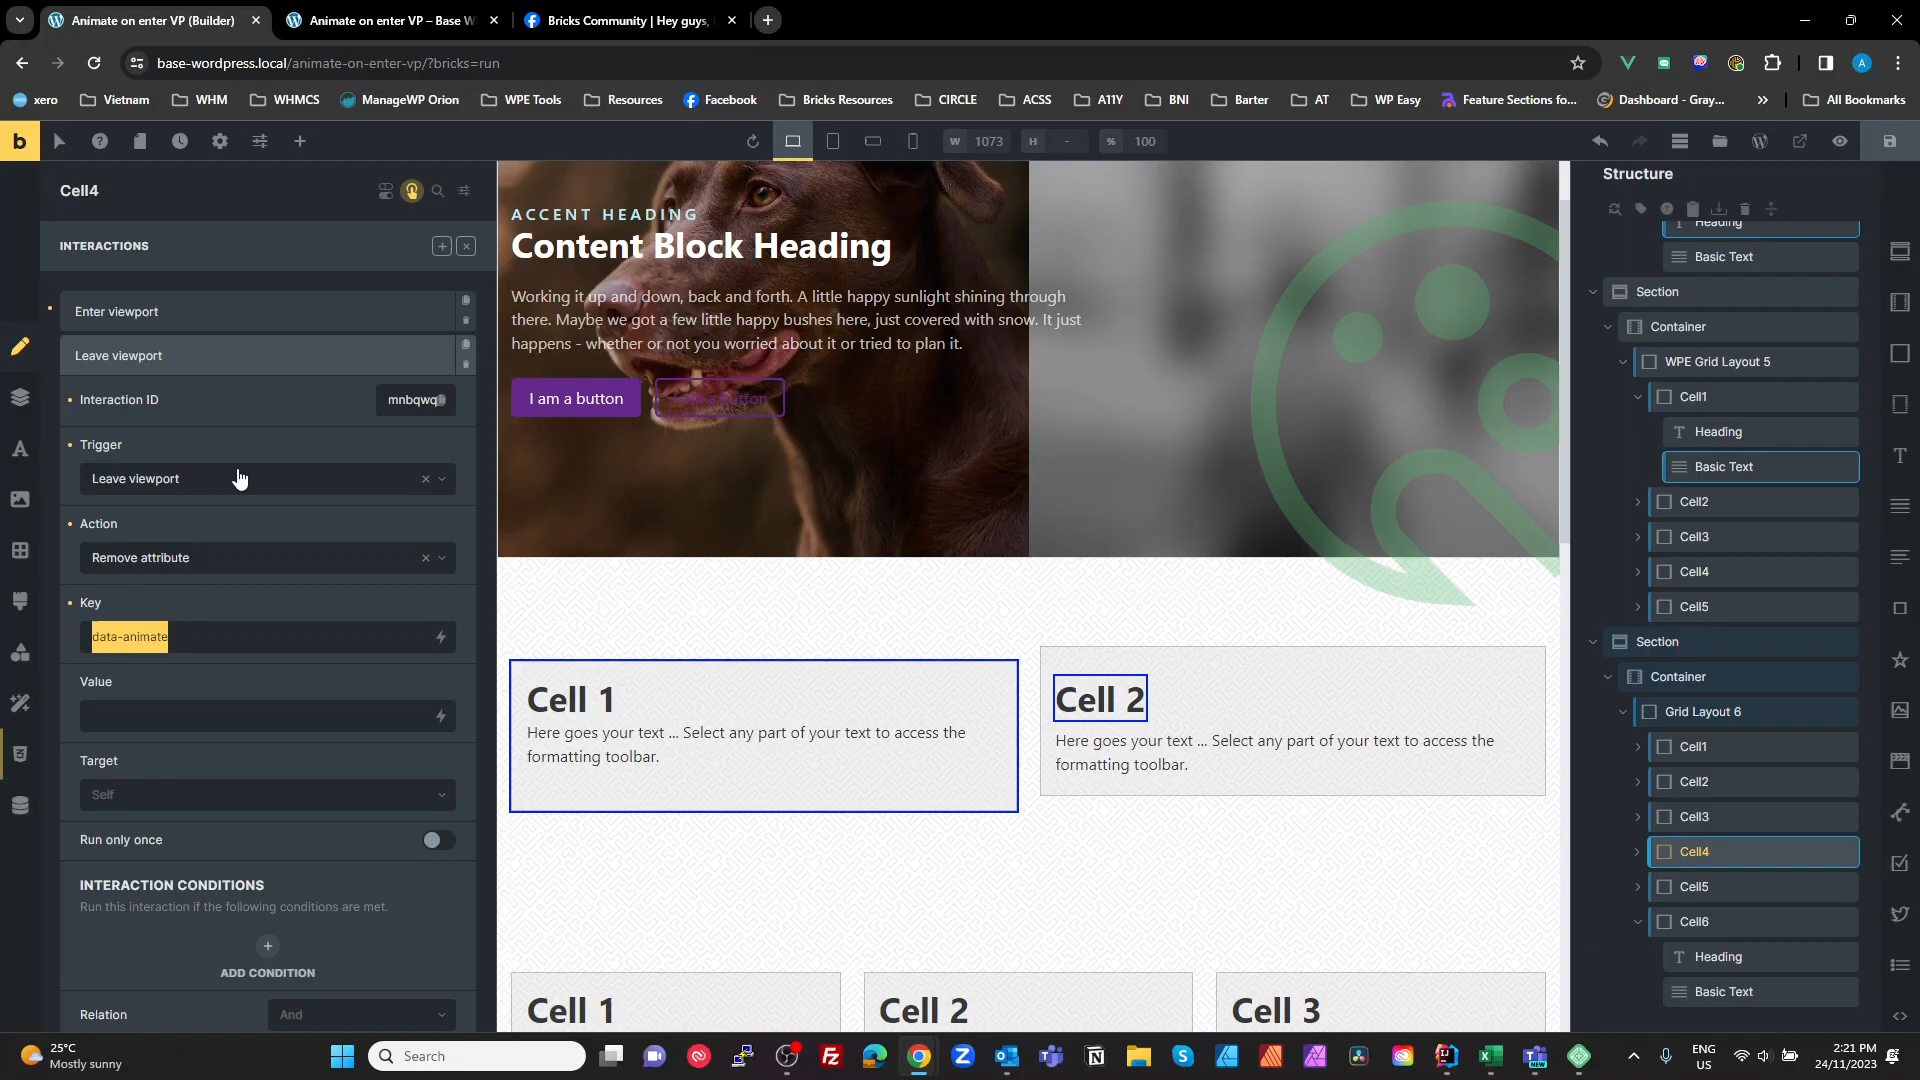 Animate on enter VP (Builder)
Animate on enter VP – Base W
Bricks Community | Hey guys,
base-wordpress.local/animate-on-enter-vp/?bricks=run
A
xero
Vietnam
WHM
WHMCS
ManageWP Orion
WPE Tools
Resources
Facebook
Bricks Resources
CIRCLE
ACSS
A11Y
BNI
Barter
AT
WP Easy
Feature Sections fo...
Dashboard - Gray...
All Bookmarks
b
W 1073
H -
% 100
Cell4
INTERACTIONS
Enter viewport
Leave viewport
Interaction ID
mnbqwq
Trigger
Leave viewport
Action
Remove attribute
Key
data-animate
Value
Target
Self
Run only once
INTERACTION CONDITIONS
Run this interaction if the following conditions are met.
ADD CONDITION
Relation
And
ACCENT HEADING
Content Block Heading
Working it up and down, back and forth. A little happy sunlight shining through
there. Maybe we got a few little happy bushes here, just covered with snow. It just
happens - whether or not you worried about it or tried to plan it.
I am a button
I am a button
Cell 1
Here goes your text ... Select any part of your text to access the
formatting toolbar.
Cell 2
Here goes your text ... Select any part of your text to access the
formatting toolbar.
Cell 1
Cell 2
Cell 3
Structure
Heading
Basic Text
Section
Container
WPE Grid Layout 5
Cell1
Heading
Basic Text
Cell2
Cell3
Cell4
Cell5
Section
Container
Grid Layout 6
Cell1
Cell2
Cell3
Cell4
Cell5
Cell6
Heading
Basic Text
25°C
Mostly sunny
Search
ENG
US
2:21 PM
24/11/2023